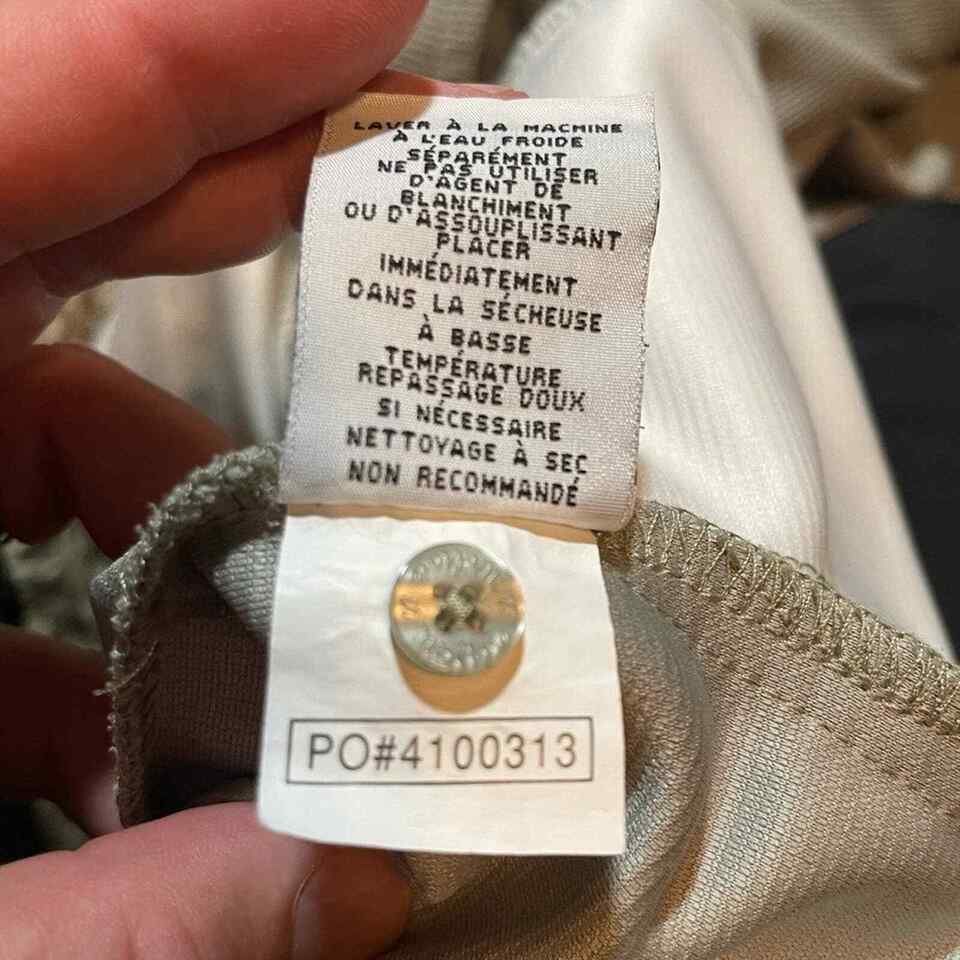 LAVER À LA MACHINE
À L'EAU FROIDE
SÉPARÉMENT
NE PAS UTILISER
D'AGENT DE
BLANCHIMENT
OU D'ASSOUPLISSANT
PLACER
IMMÉDIATEMENT
DANS LA SÉCHEUSE
À BASSE
TEMPÉRATURE
REPASSAGE DOUX
SI NÉCESSAIRE
NETTOYAGE À SEC
NON RECOMMANDÉ
PO#4100313